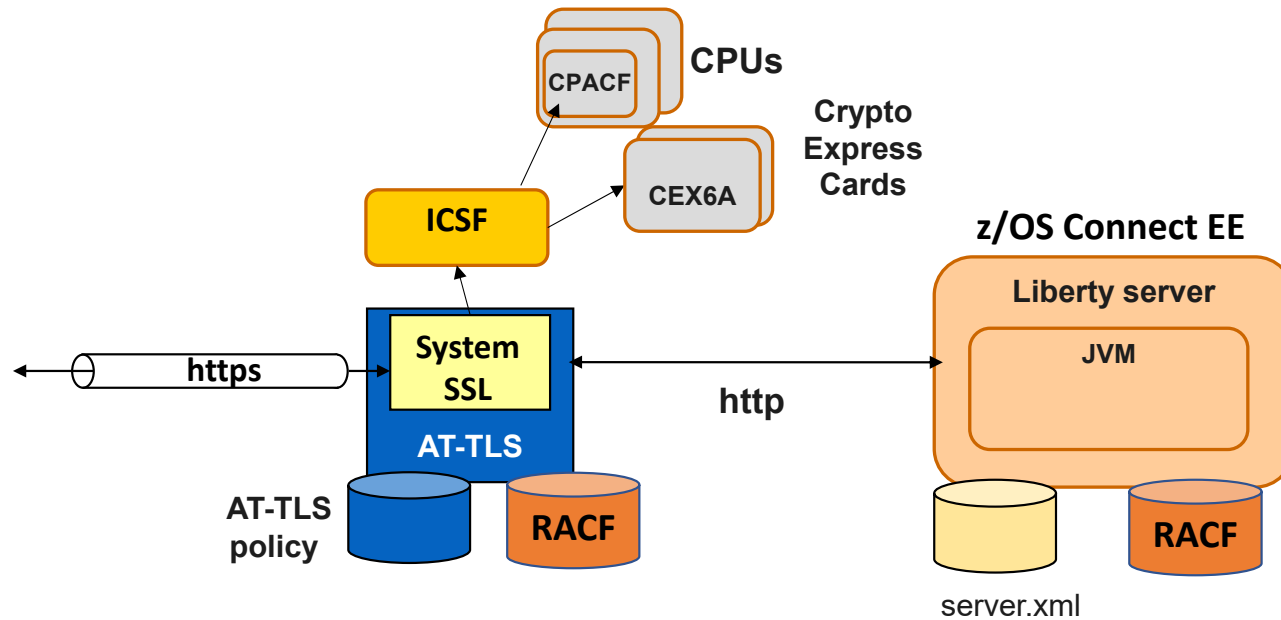 CPUs
CPACF
Crypto
Express
Cards
CEX6A
ICSF
z/OS Connect EE
Liberty server
JVM
System
SSL
https
http
AT-TLS
AT-TLS
policy
RACF
RACF
server.xml